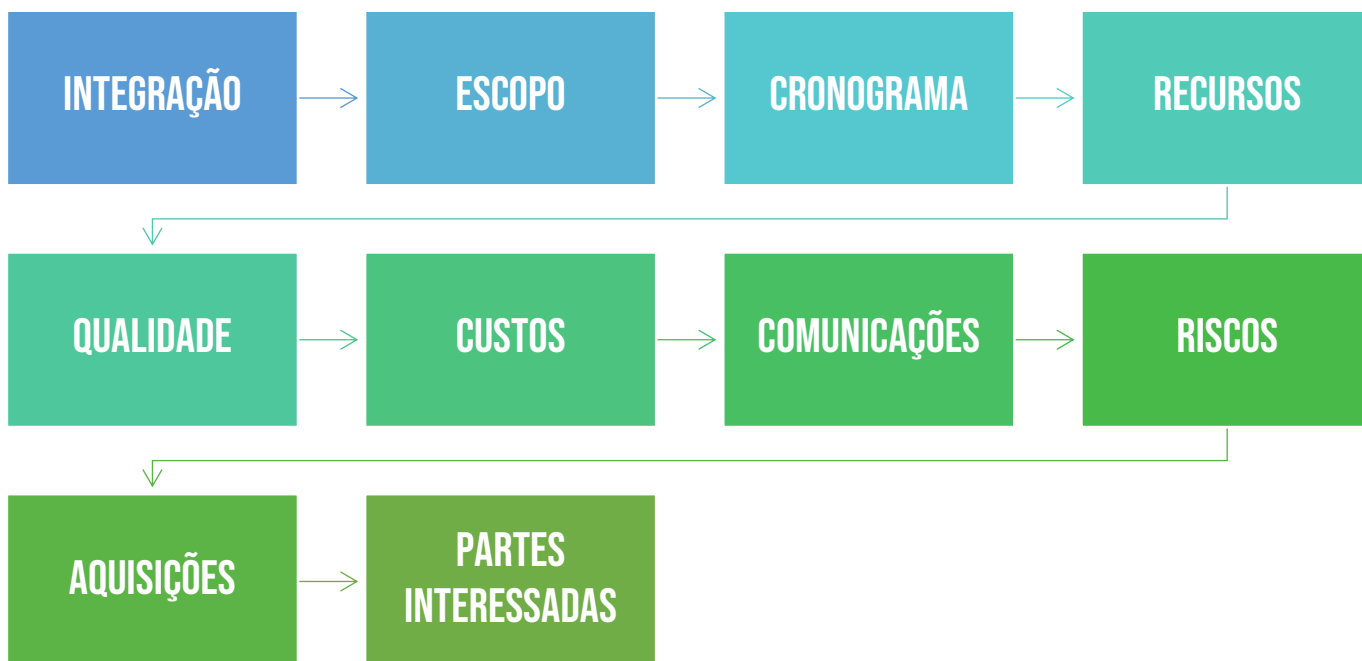 INTEGRAÇÃO
ESCOPO
CRONOGRAMA
RECURSOS
QUALIDADE
CUSTOS
COMUNICAÇÕES
RISCOS
AQUISIÇÕES
PARTES
INTERESSADAS